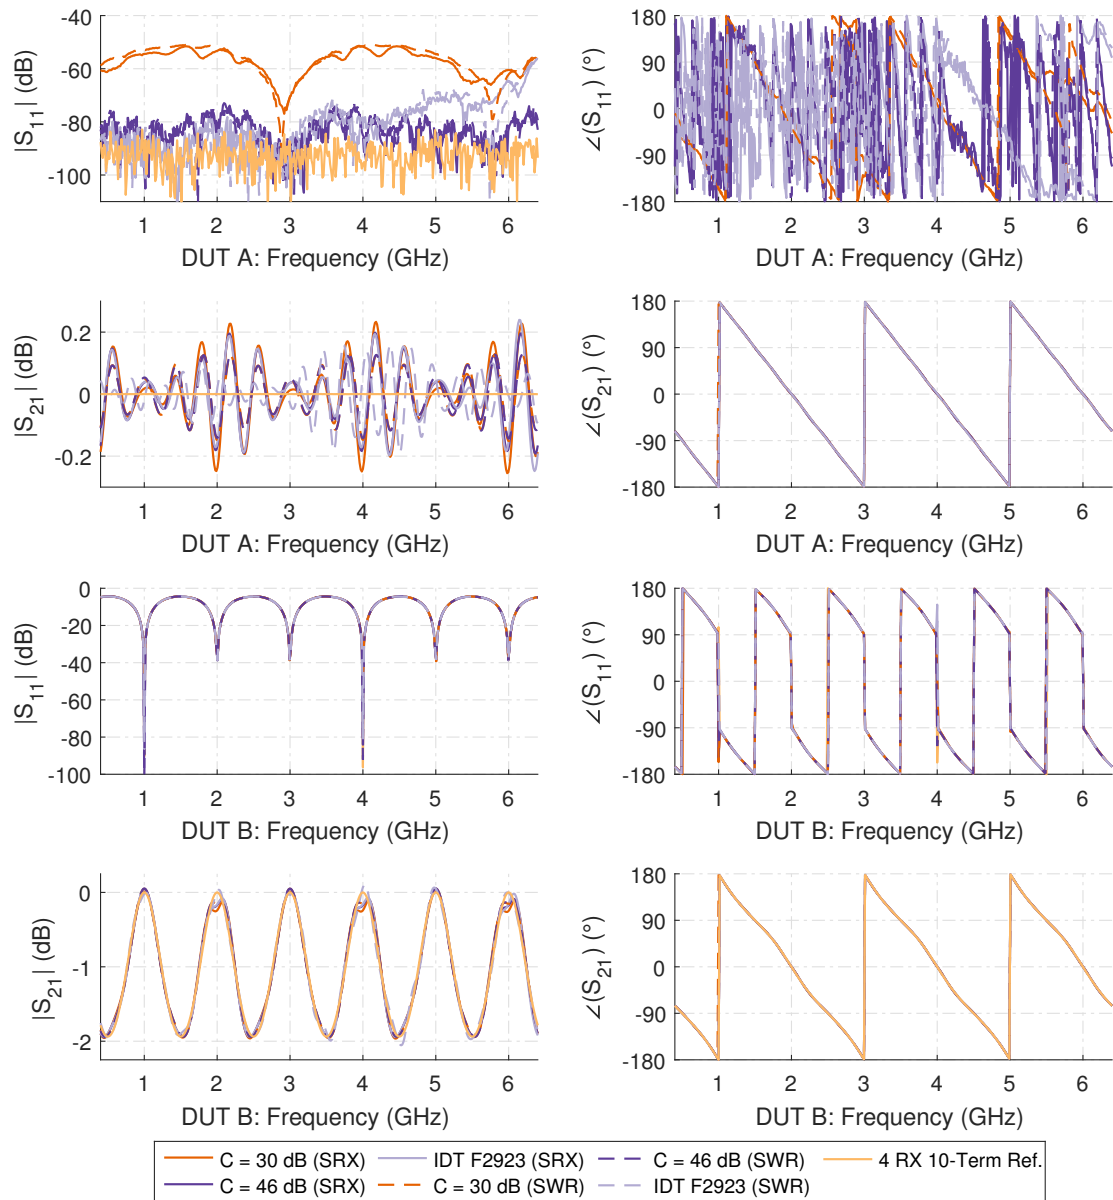 -40
-60
-80
-100
|S11| (dB)
1 2 3 4 5 6
DUT A: Frequency (GHz)
180
90
0
-90
-180
∠(S11) (°)
1 2 3 4 5 6
DUT A: Frequency (GHz)
0.2
0
-0.2
|S21| (dB)
1 2 3 4 5 6
DUT A: Frequency (GHz)
180
90
0
-90
-180
∠(S21) (°)
1 2 3 4 5 6
DUT A: Frequency (GHz)
0
-20
-40
-60
-80
-100
|S11| (dB)
1 2 3 4 5 6
DUT B: Frequency (GHz)
180
90
0
-90
-180
∠(S11) (°)
1 2 3 4 5 6
DUT B: Frequency (GHz)
0
-1
-2
|S21| (dB)
1 2 3 4 5 6
DUT B: Frequency (GHz)
180
90
0
-90
-180
∠(S21) (°)
1 2 3 4 5 6
DUT B: Frequency (GHz)
C = 30 dB (SRX) IDT F2923 (SRX) C = 46 dB (SWR) 4 RX 10-Term Ref.
C = 46 dB (SRX) C = 30 dB (SWR) IDT F2923 (SWR)